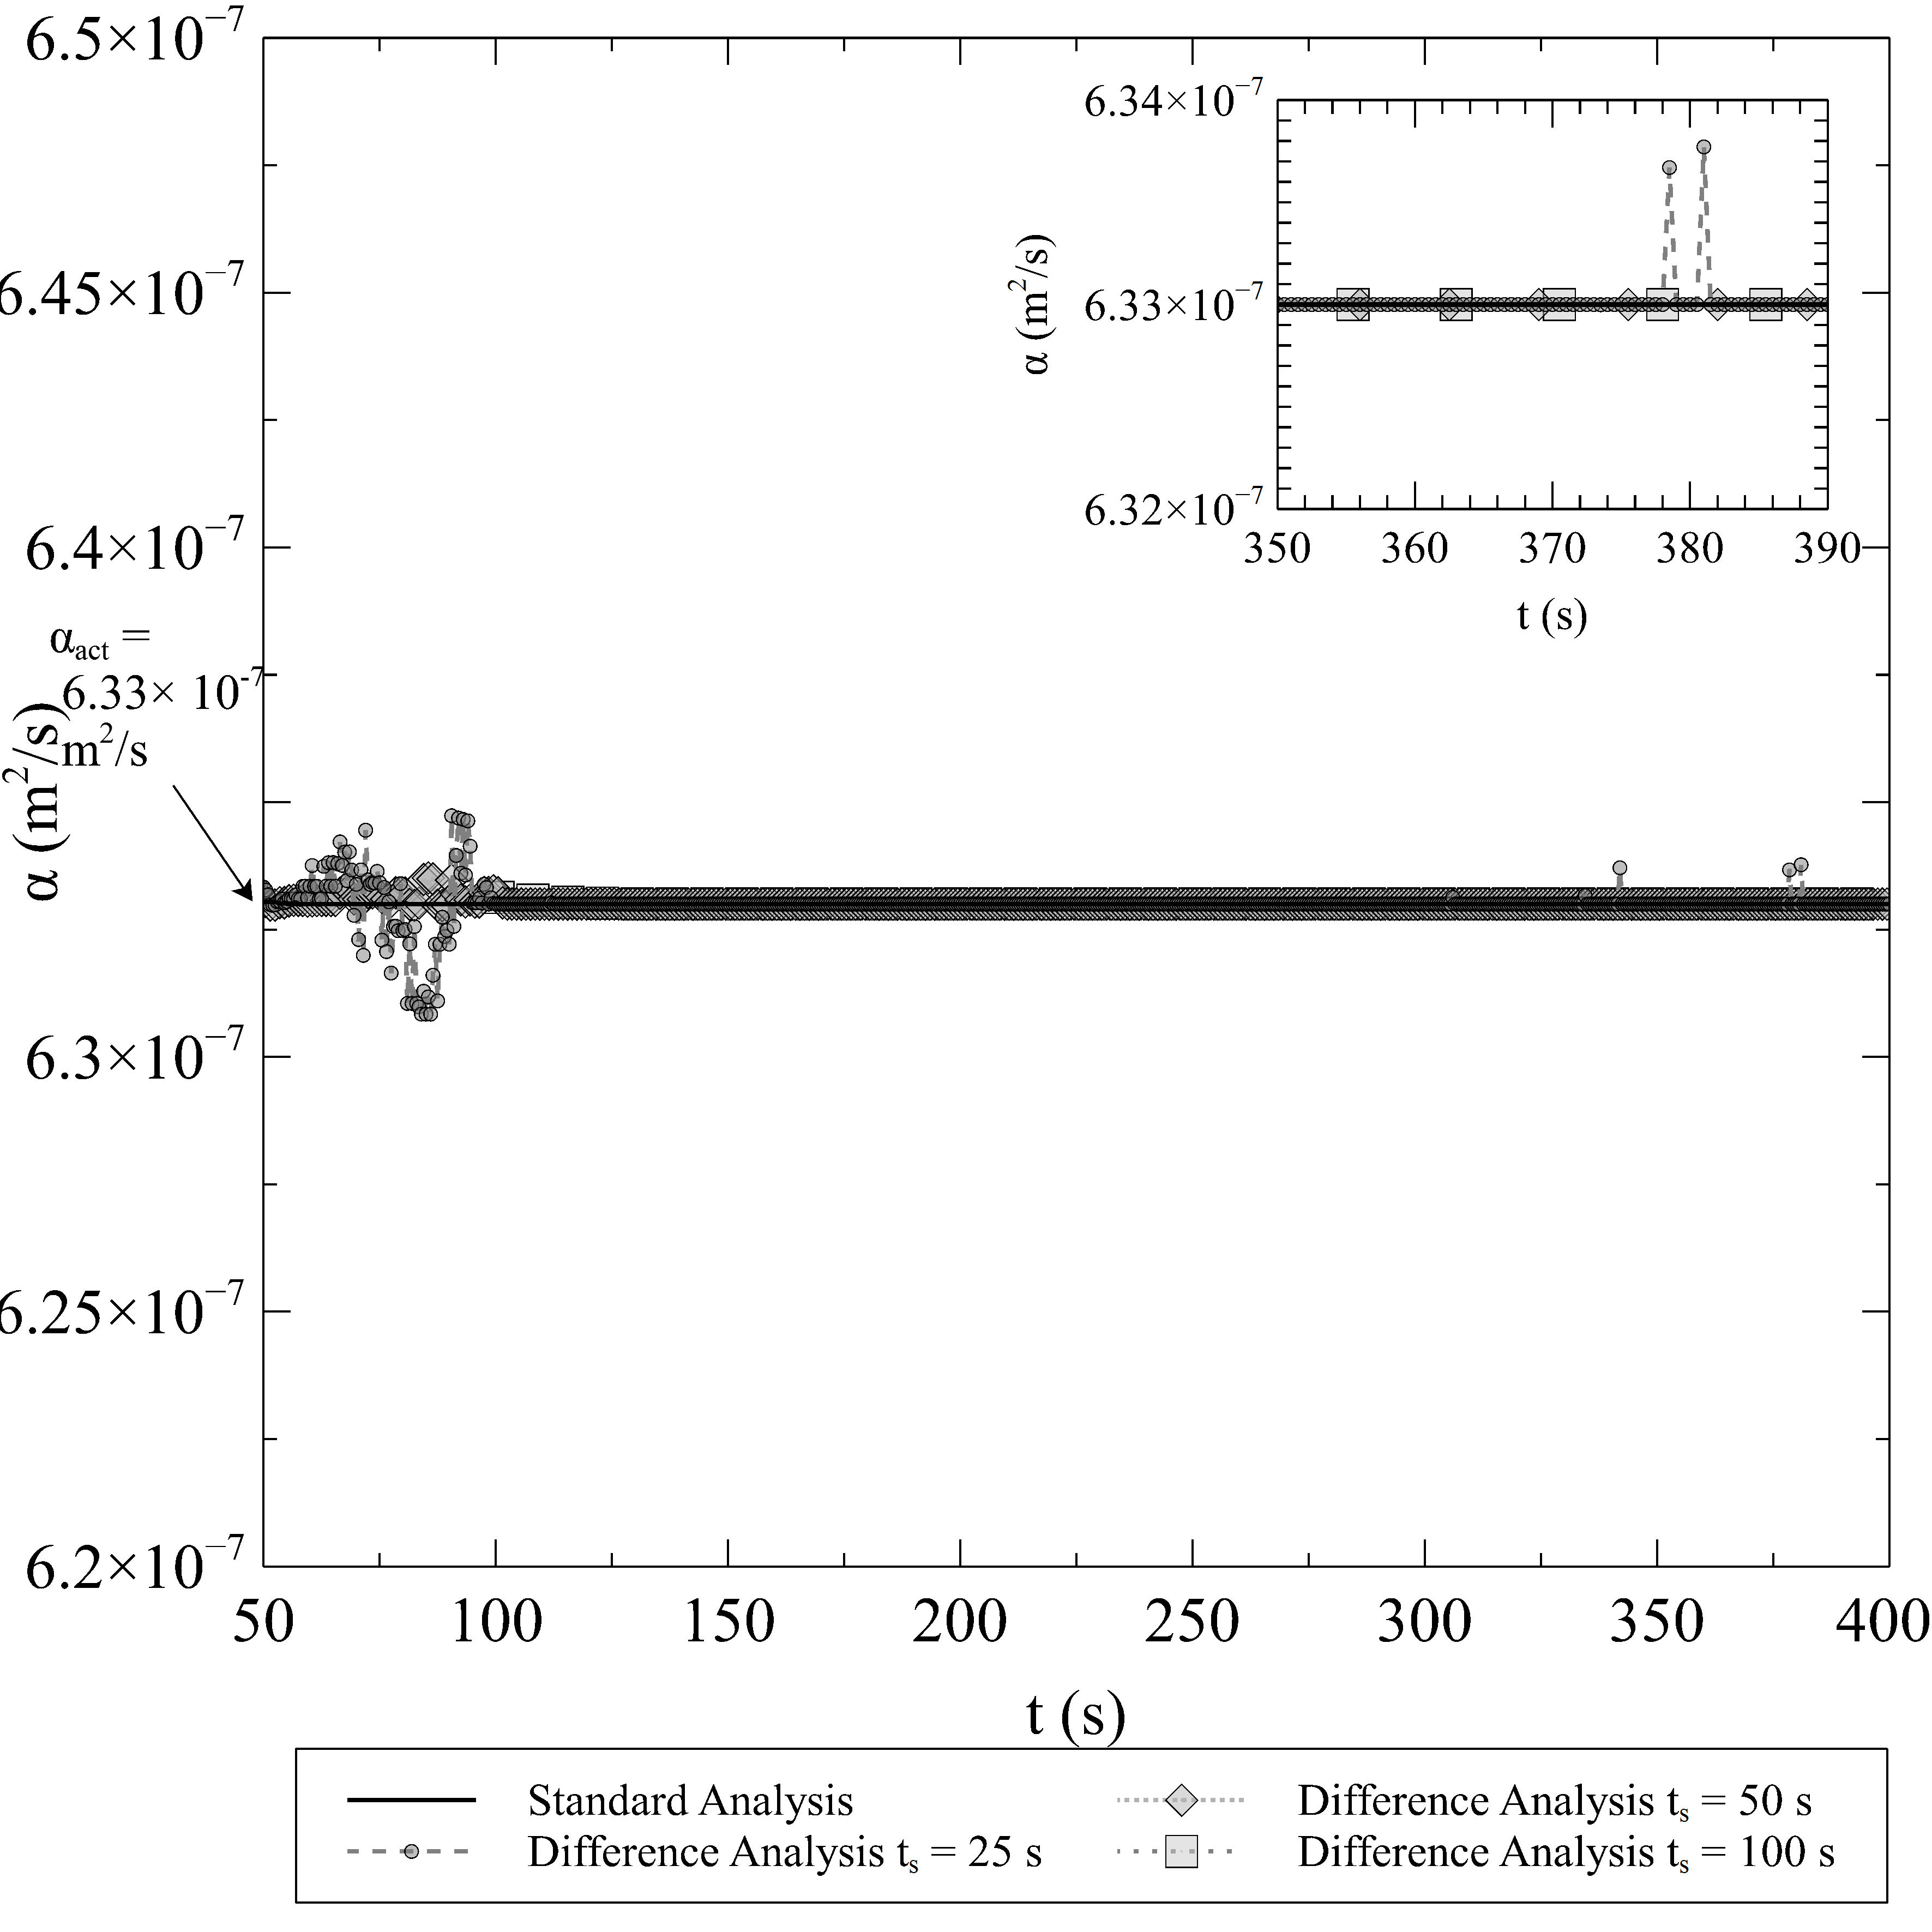 6.5×10⁻⁷
6.45×10⁻⁷
6.4×10⁻⁷
α_act =
6.33× 10⁻⁷
m²/s
α (m²/s)
6.3×10⁻⁷
6.25×10⁻⁷
6.2×10⁻⁷
50 100 150 200 250 300 350 400
t (s)
6.34×10⁻⁷
6.33×10⁻⁷
6.32×10⁻⁷
α (m²/s)
350 360 370 380 390
t (s)
Standard Analysis
Difference Analysis tₛ = 25 s
Difference Analysis tₛ = 50 s
Difference Analysis tₛ = 100 s